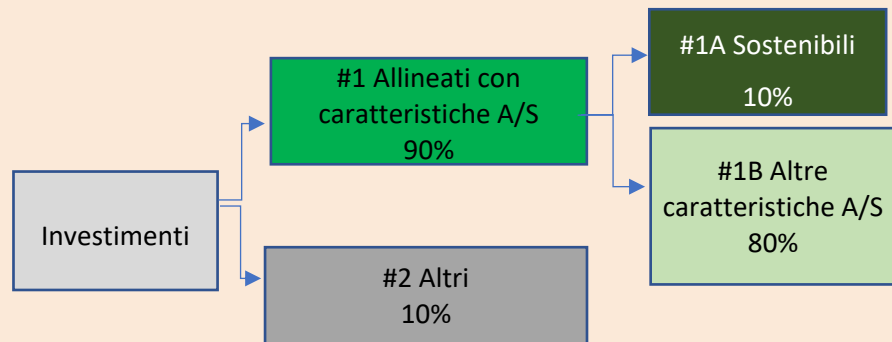 Investimenti
#1 Allineati con
caratteristiche A/S
90%
#2 Altri
10%
#1A Sostenibili
10%
#1B Altre
caratteristiche A/S
80%